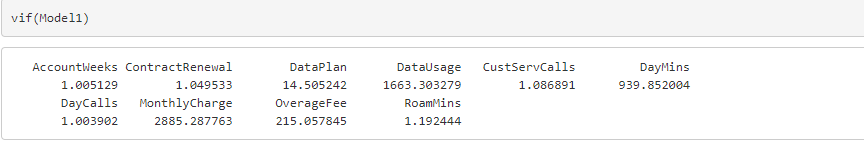 vif(Model1)
AccountWeeks ContractRenewal DataPlan DataUsage CustServCalls DayMins
1.005129 1.049533 14.505242 1663.303279 1.086891 939.852004
DayCalls MonthlyCharge OverageFee RoamMins
1.003902 2885.287763 215.057845 1.192444